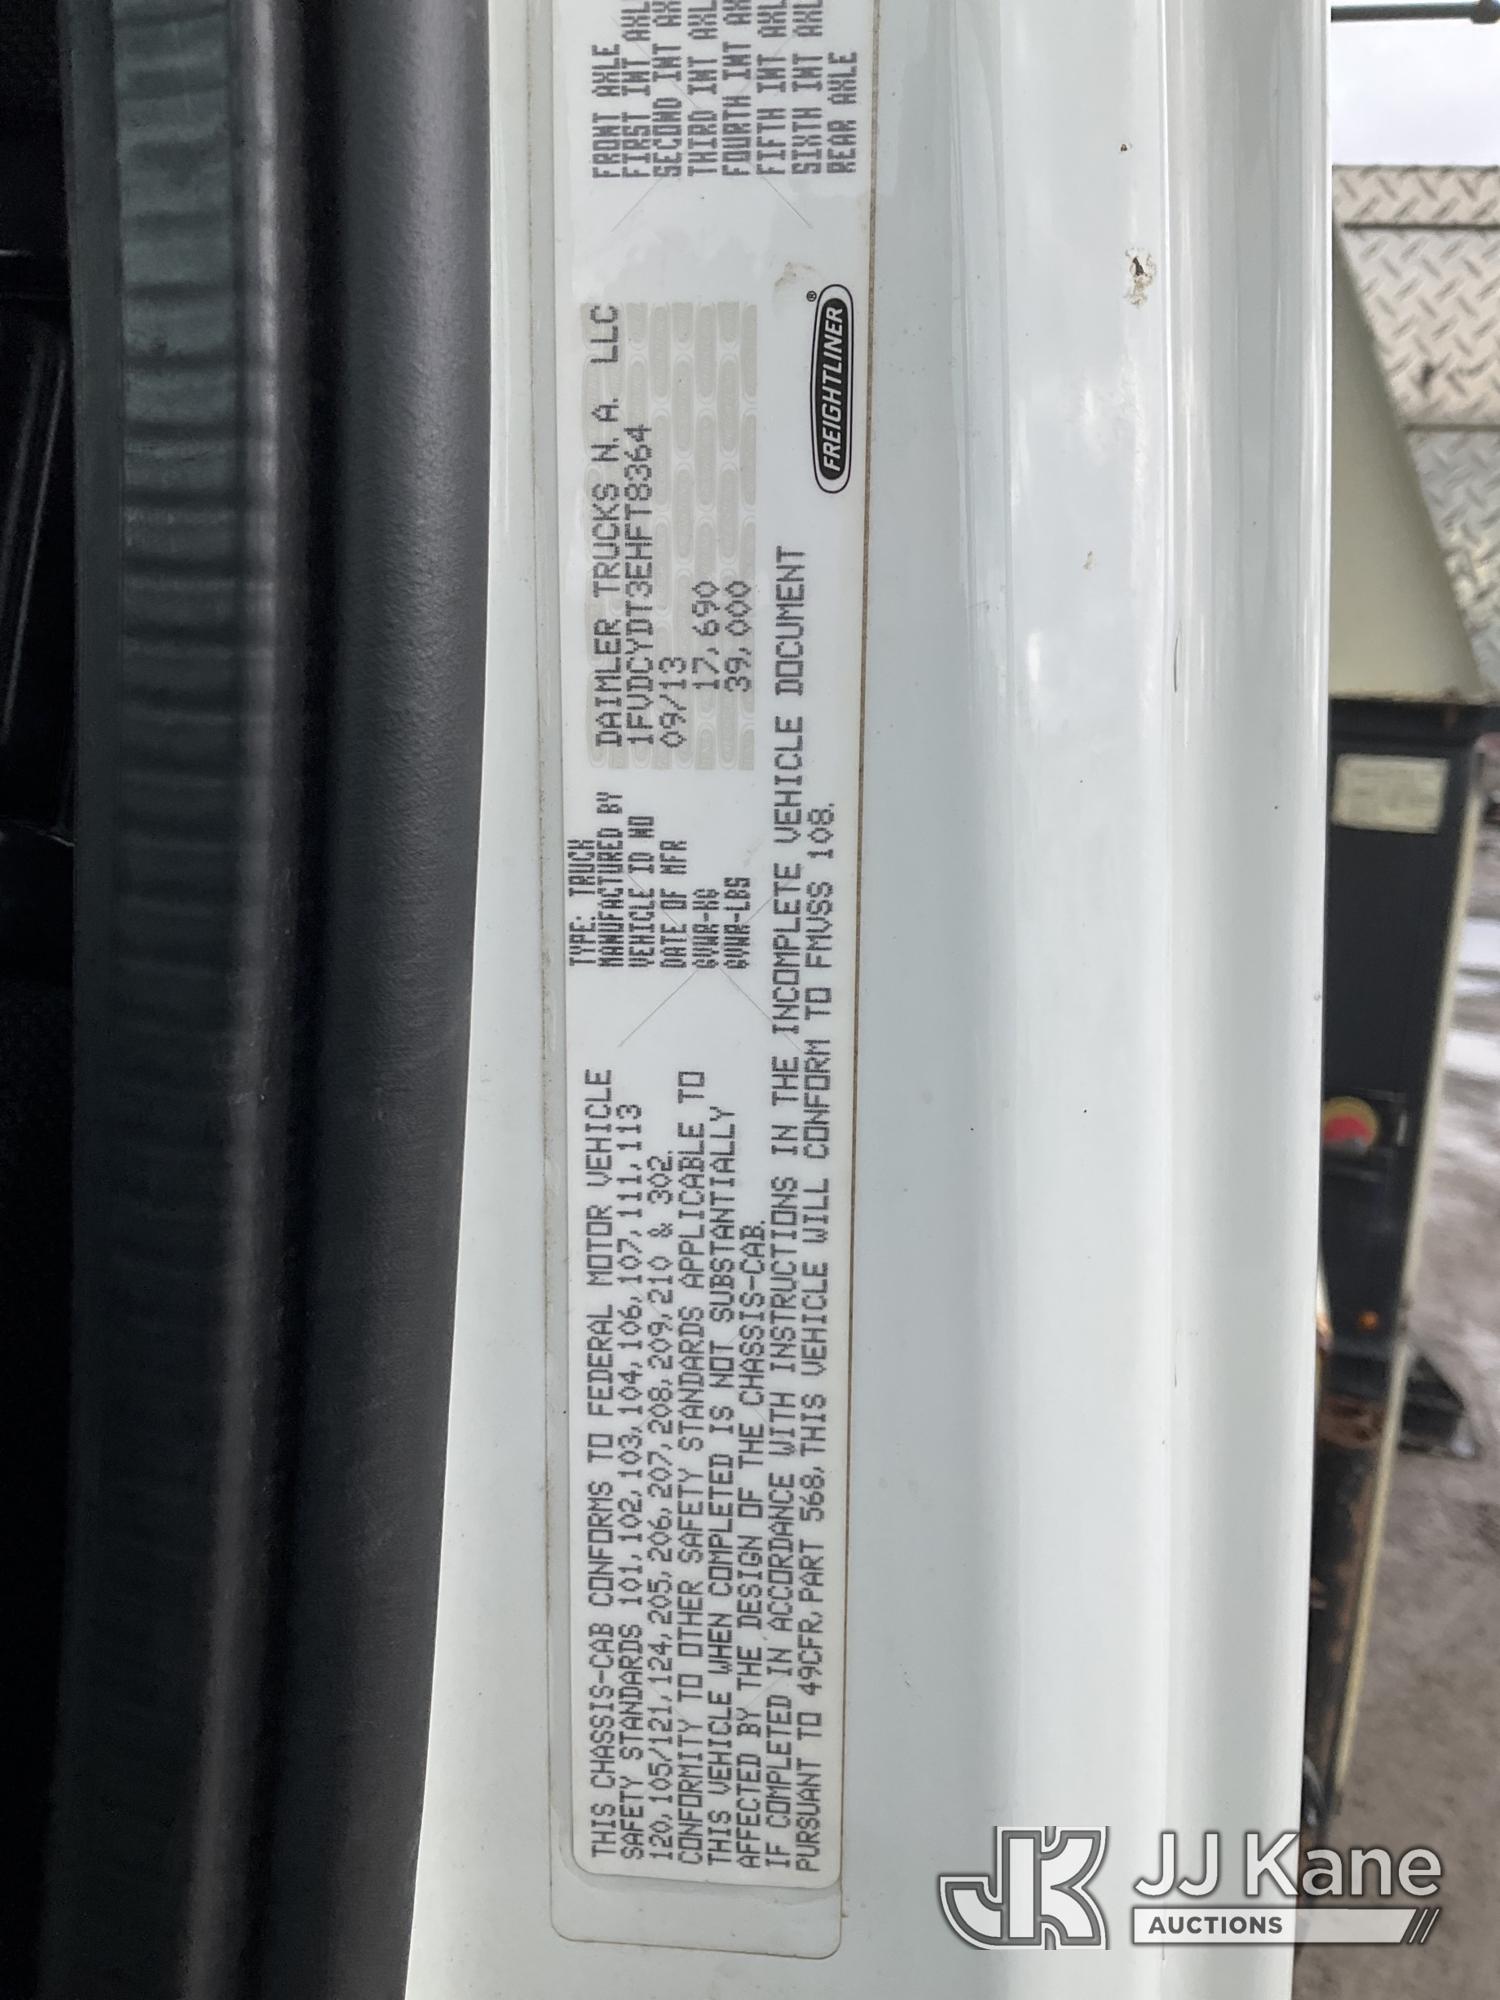 THIS CHASSIS-CAB CONFORMS TO FEDERAL MOTOR VEHICLE
SAFETY STANDARDS 101, 102, 103, 104, 106, 107, 111, 113
120, 105/121, 124, 205, 206, 207, 208, 209, 210 & 302.
CONFORMITY TO OTHER SAFETY STANDARDS APPLICABLE TO
THIS VEHICLE WHEN COMPLETED IS NOT SUBSTANTIALLY
AFFECTED BY THE DESIGN OF THE CHASSIS-CAB.
IF COMPLETED IN ACCORDANCE WITH INSTRUCTIONS IN THE INCOMPLETE VEHICLE DOCUMENT
PURSUANT TO 49CFR, PART 568, THIS VEHICLE WILL CONFORM TO FMVSS 108.
TYPE: TRUCK
MANUFACTURED BY DAIMLER TRUCKS N. A. LLC
VEHICLE ID NO 1FVDCYDT3EHFT8364
DATE OF MFR 09/13
GVWR-KG 17,690
GVWR-LBS 39,000
FREIGHTLINER®
FRONT AXLE
FIRST INT AXL
SECOND INT AX
THIRD INT AXL
FOURTH INT AX
FIFTH INT AXL
SIXTH INT AXL
REAR AXLE
JK JJ Kane
AUCTIONS